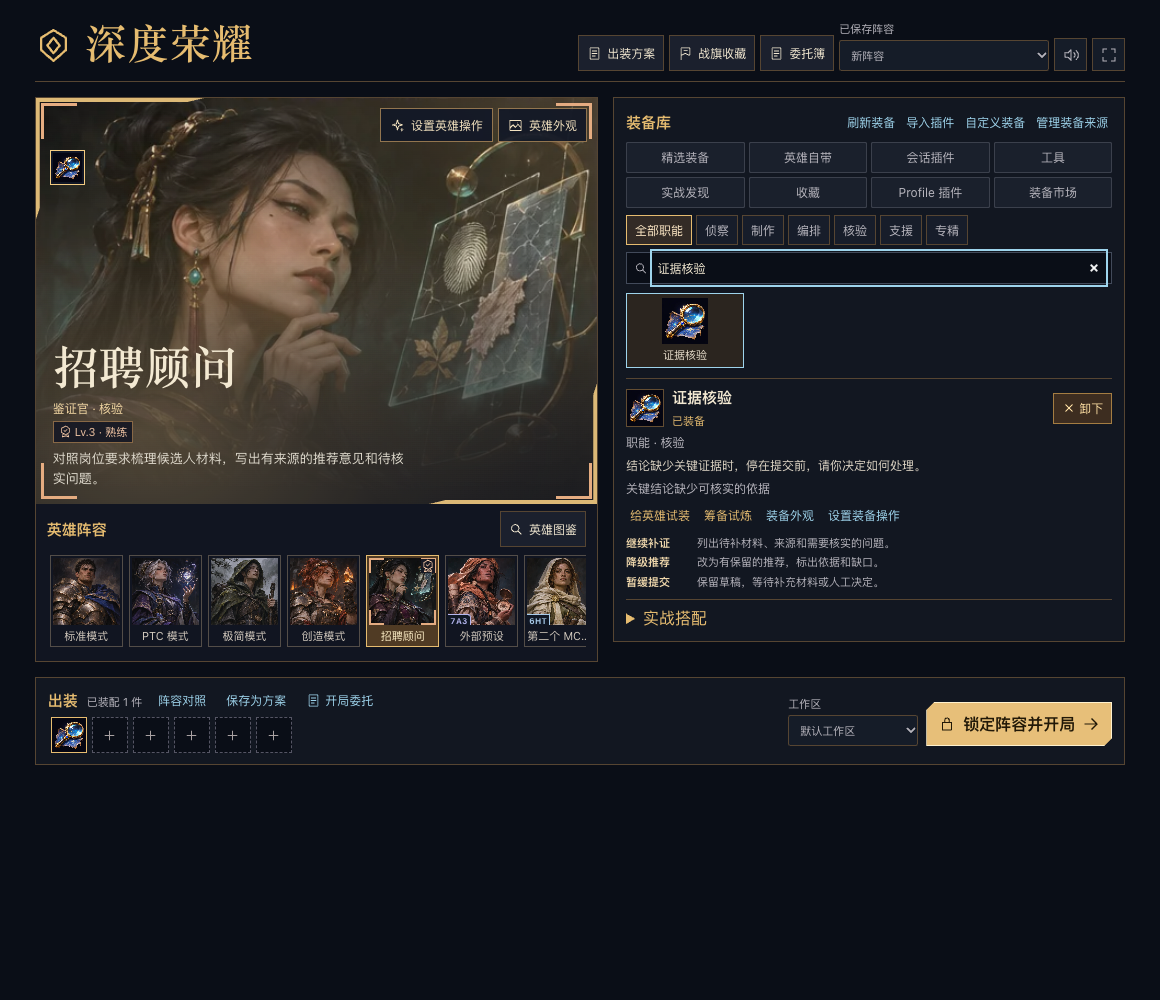 深度荣耀
出装方案
战旗收藏
委托簿
已保存阵容
新阵容
设置英雄操作
英雄外观
招聘顾问
鉴证官 · 核验
Lv.3 · 熟练
对照岗位要求梳理候选人材料，写出有来源的推荐意见和待核
实问题。
英雄阵容
英雄图鉴
标准模式
PTC 模式
极简模式
创造模式
招聘顾问
7A3
外部预设
6HT
第二个 MC...
装备库
刷新装备 导入插件 自定义装备 管理装备来源
精选装备 英雄自带 会话插件 工具
实战发现 收藏 Profile 插件 装备市场
全部职能 侦察 制作 编排 核验 支援 专精
证据核验
证据核验
证据核验
已装备
卸下
职能 · 核验
结论缺少关键证据时，停在提交前，请你决定如何处理。
关键结论缺少可核实的依据
给英雄试装 筹备试炼 装备外观 设置装备操作
继续补证 列出待补材料、来源和需要核实的问题。
降级推荐 改为有保留的推荐，标出依据和缺口。
暂缓提交 保留草稿，等待补充材料或人工决定。
实战搭配
出装 已装配 1 件 阵容对照 保存为方案 开局委托
工作区
默认工作区
锁定阵容并开局